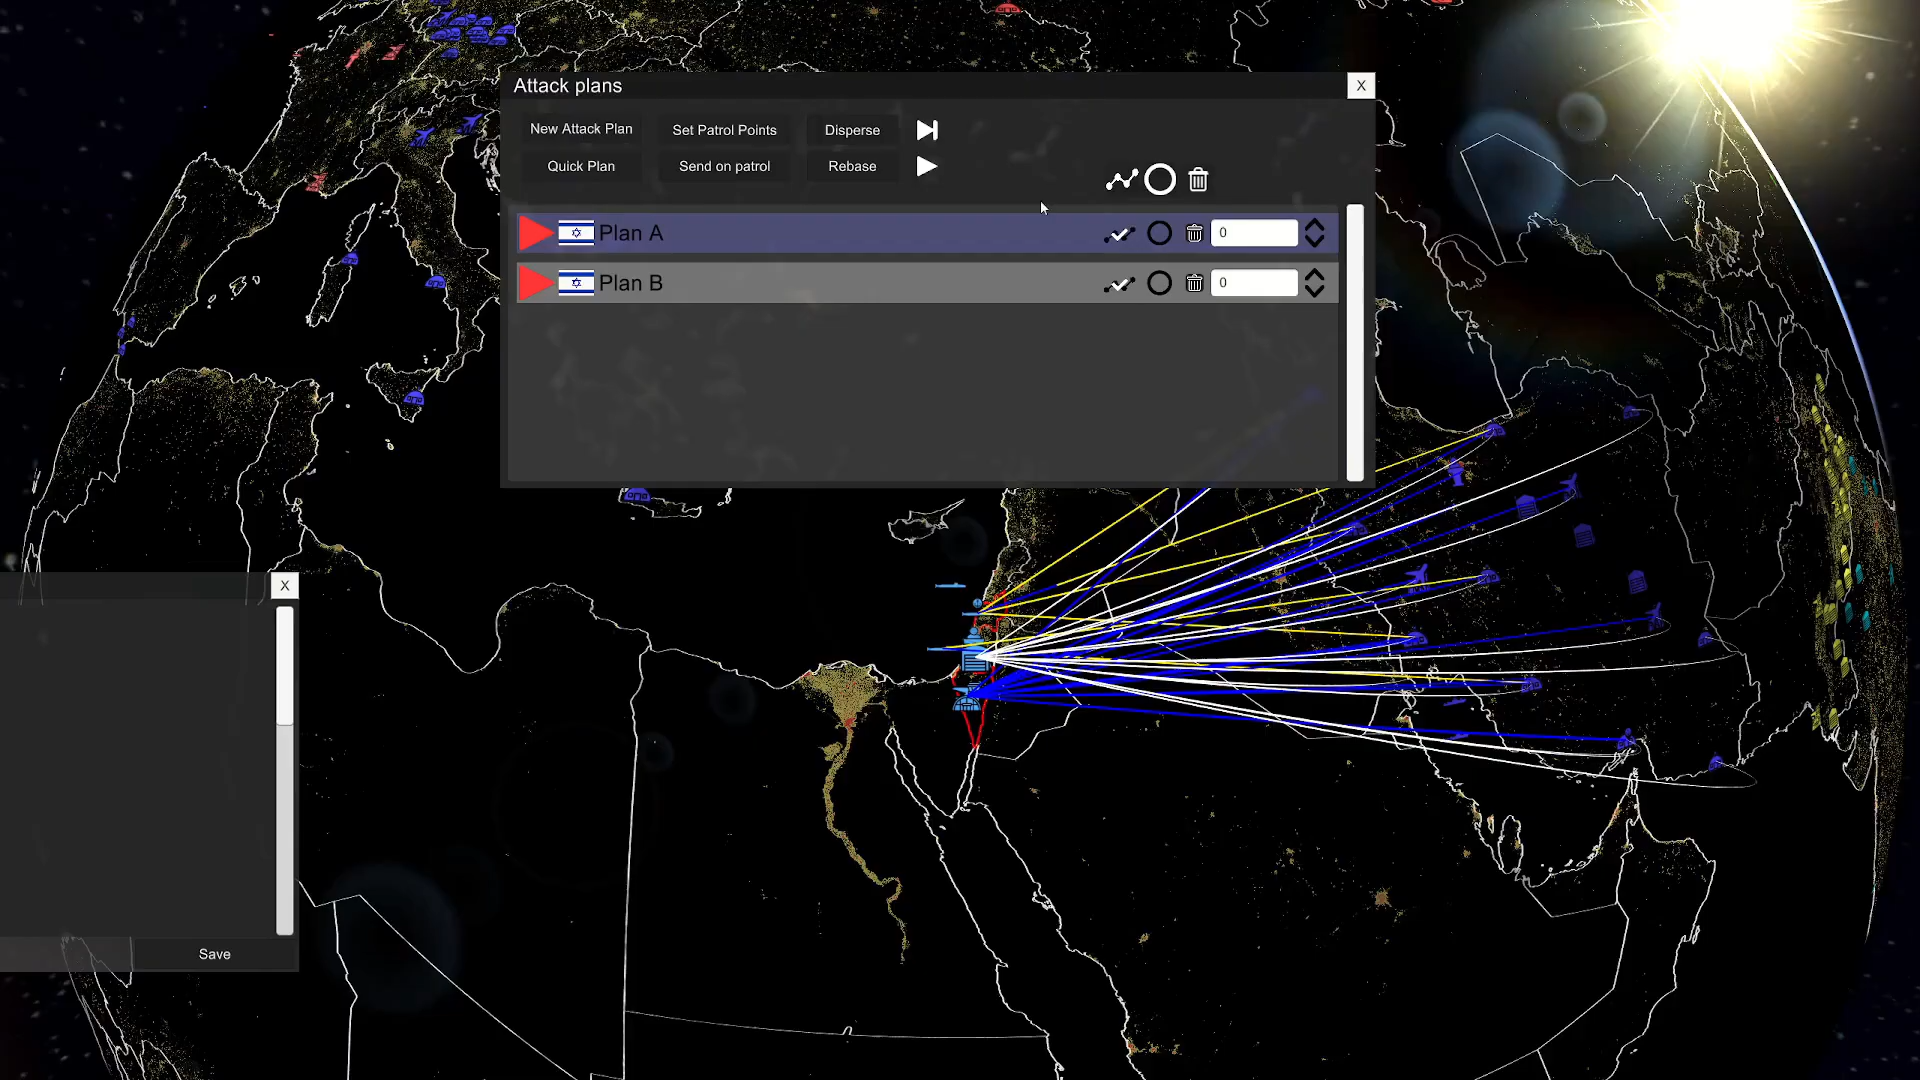 Attack plans
X
New Attack Plan
Set Patrol Points
Disperse
Quick Plan
Send on patrol
Rebase
Plan A
0
Plan B
0
X
Save